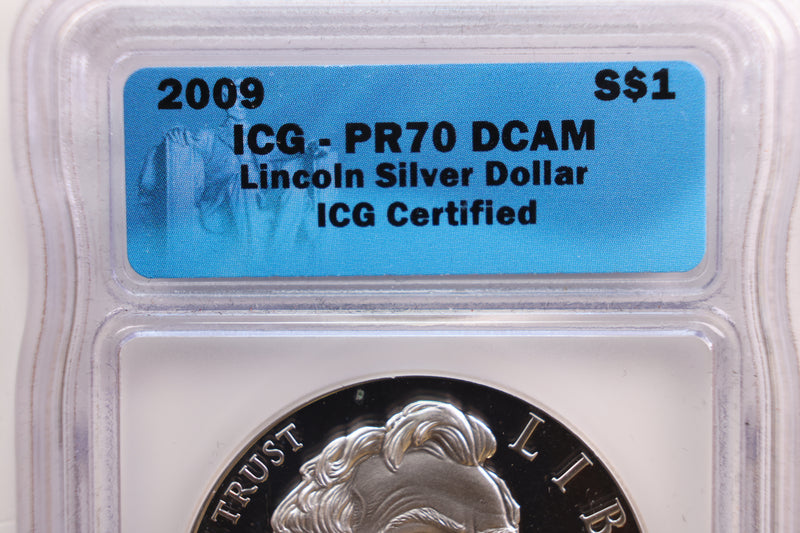 2009 S$1
ICG - PR70 DCAM
Lincoln Silver Dollar
ICG Certified
TRUST LIB